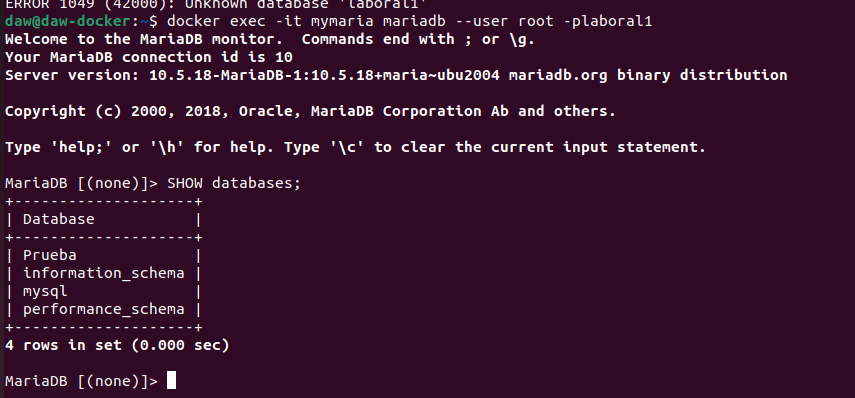 ERROR 1049 (42000): Unknown database 'laboral1'
daw@daw-docker:~$ docker exec -it mymaria mariadb --user root -plaboral1
Welcome to the MariaDB monitor.  Commands end with ; or \g.
Your MariaDB connection id is 10
Server version: 10.5.18-MariaDB-1:10.5.18+maria~ubu2004 mariadb.org binary distribution

Copyright (c) 2000, 2018, Oracle, MariaDB Corporation Ab and others.

Type 'help;' or '\h' for help. Type '\c' to clear the current input statement.

MariaDB [(none)]> SHOW databases;
+--------------------+
| Database           |
+--------------------+
| Prueba             |
| information_schema |
| mysql              |
| performance_schema |
+--------------------+
4 rows in set (0.000 sec)

MariaDB [(none)]>